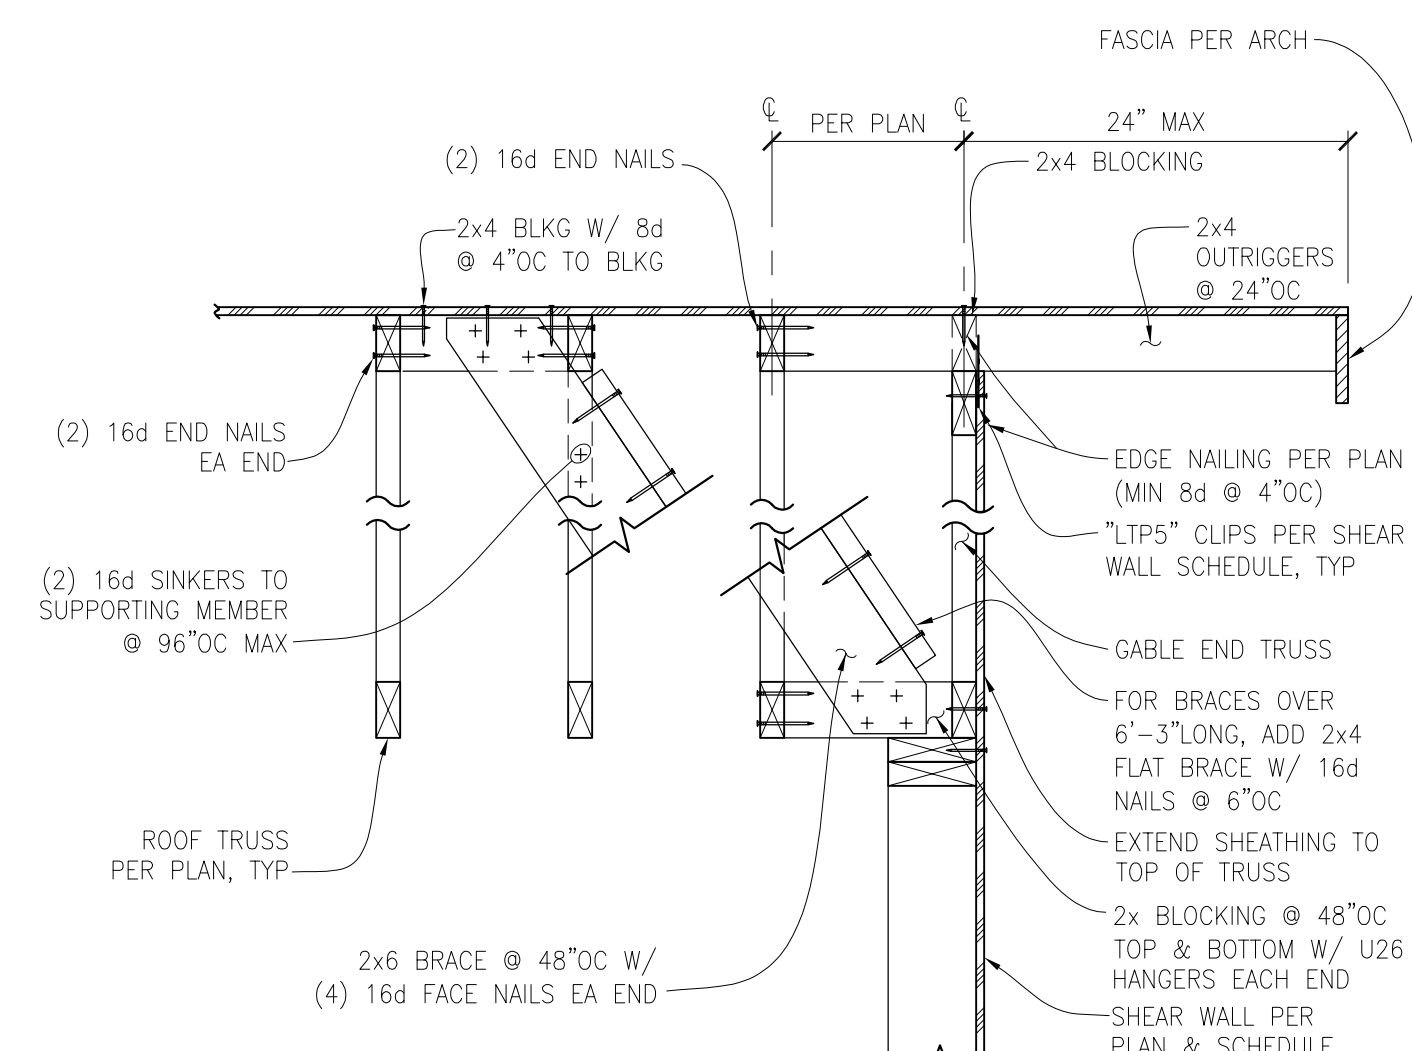 FASCIA PER ARCH
℄
℄
PER PLAN
24" MAX
(2) 16d END NAILS
2x4 BLOCKING
2x4 BLKG W/ 8d
@ 4"OC TO BLKG
2x4
OUTRIGGERS
@ 24"OC
(2) 16d END NAILS
EA END
EDGE NAILING PER PLAN
(MIN 8d @ 4"OC)
"LTP5" CLIPS PER SHEAR
WALL SCHEDULE, TYP
(2) 16d SINKERS TO
SUPPORTING MEMBER
@ 96"OC MAX
GABLE END TRUSS
FOR BRACES OVER
6'-3"LONG, ADD 2x4
FLAT BRACE W/ 16d
NAILS @ 6"OC
ROOF TRUSS
PER PLAN, TYP
EXTEND SHEATHING TO
TOP OF TRUSS
2x BLOCKING @ 48"OC
TOP & BOTTOM W/ U26
HANGERS EACH END
2x6 BRACE @ 48"OC W/
(4) 16d FACE NAILS EA END
SHEAR WALL PER
PLAN & SCHEDULE